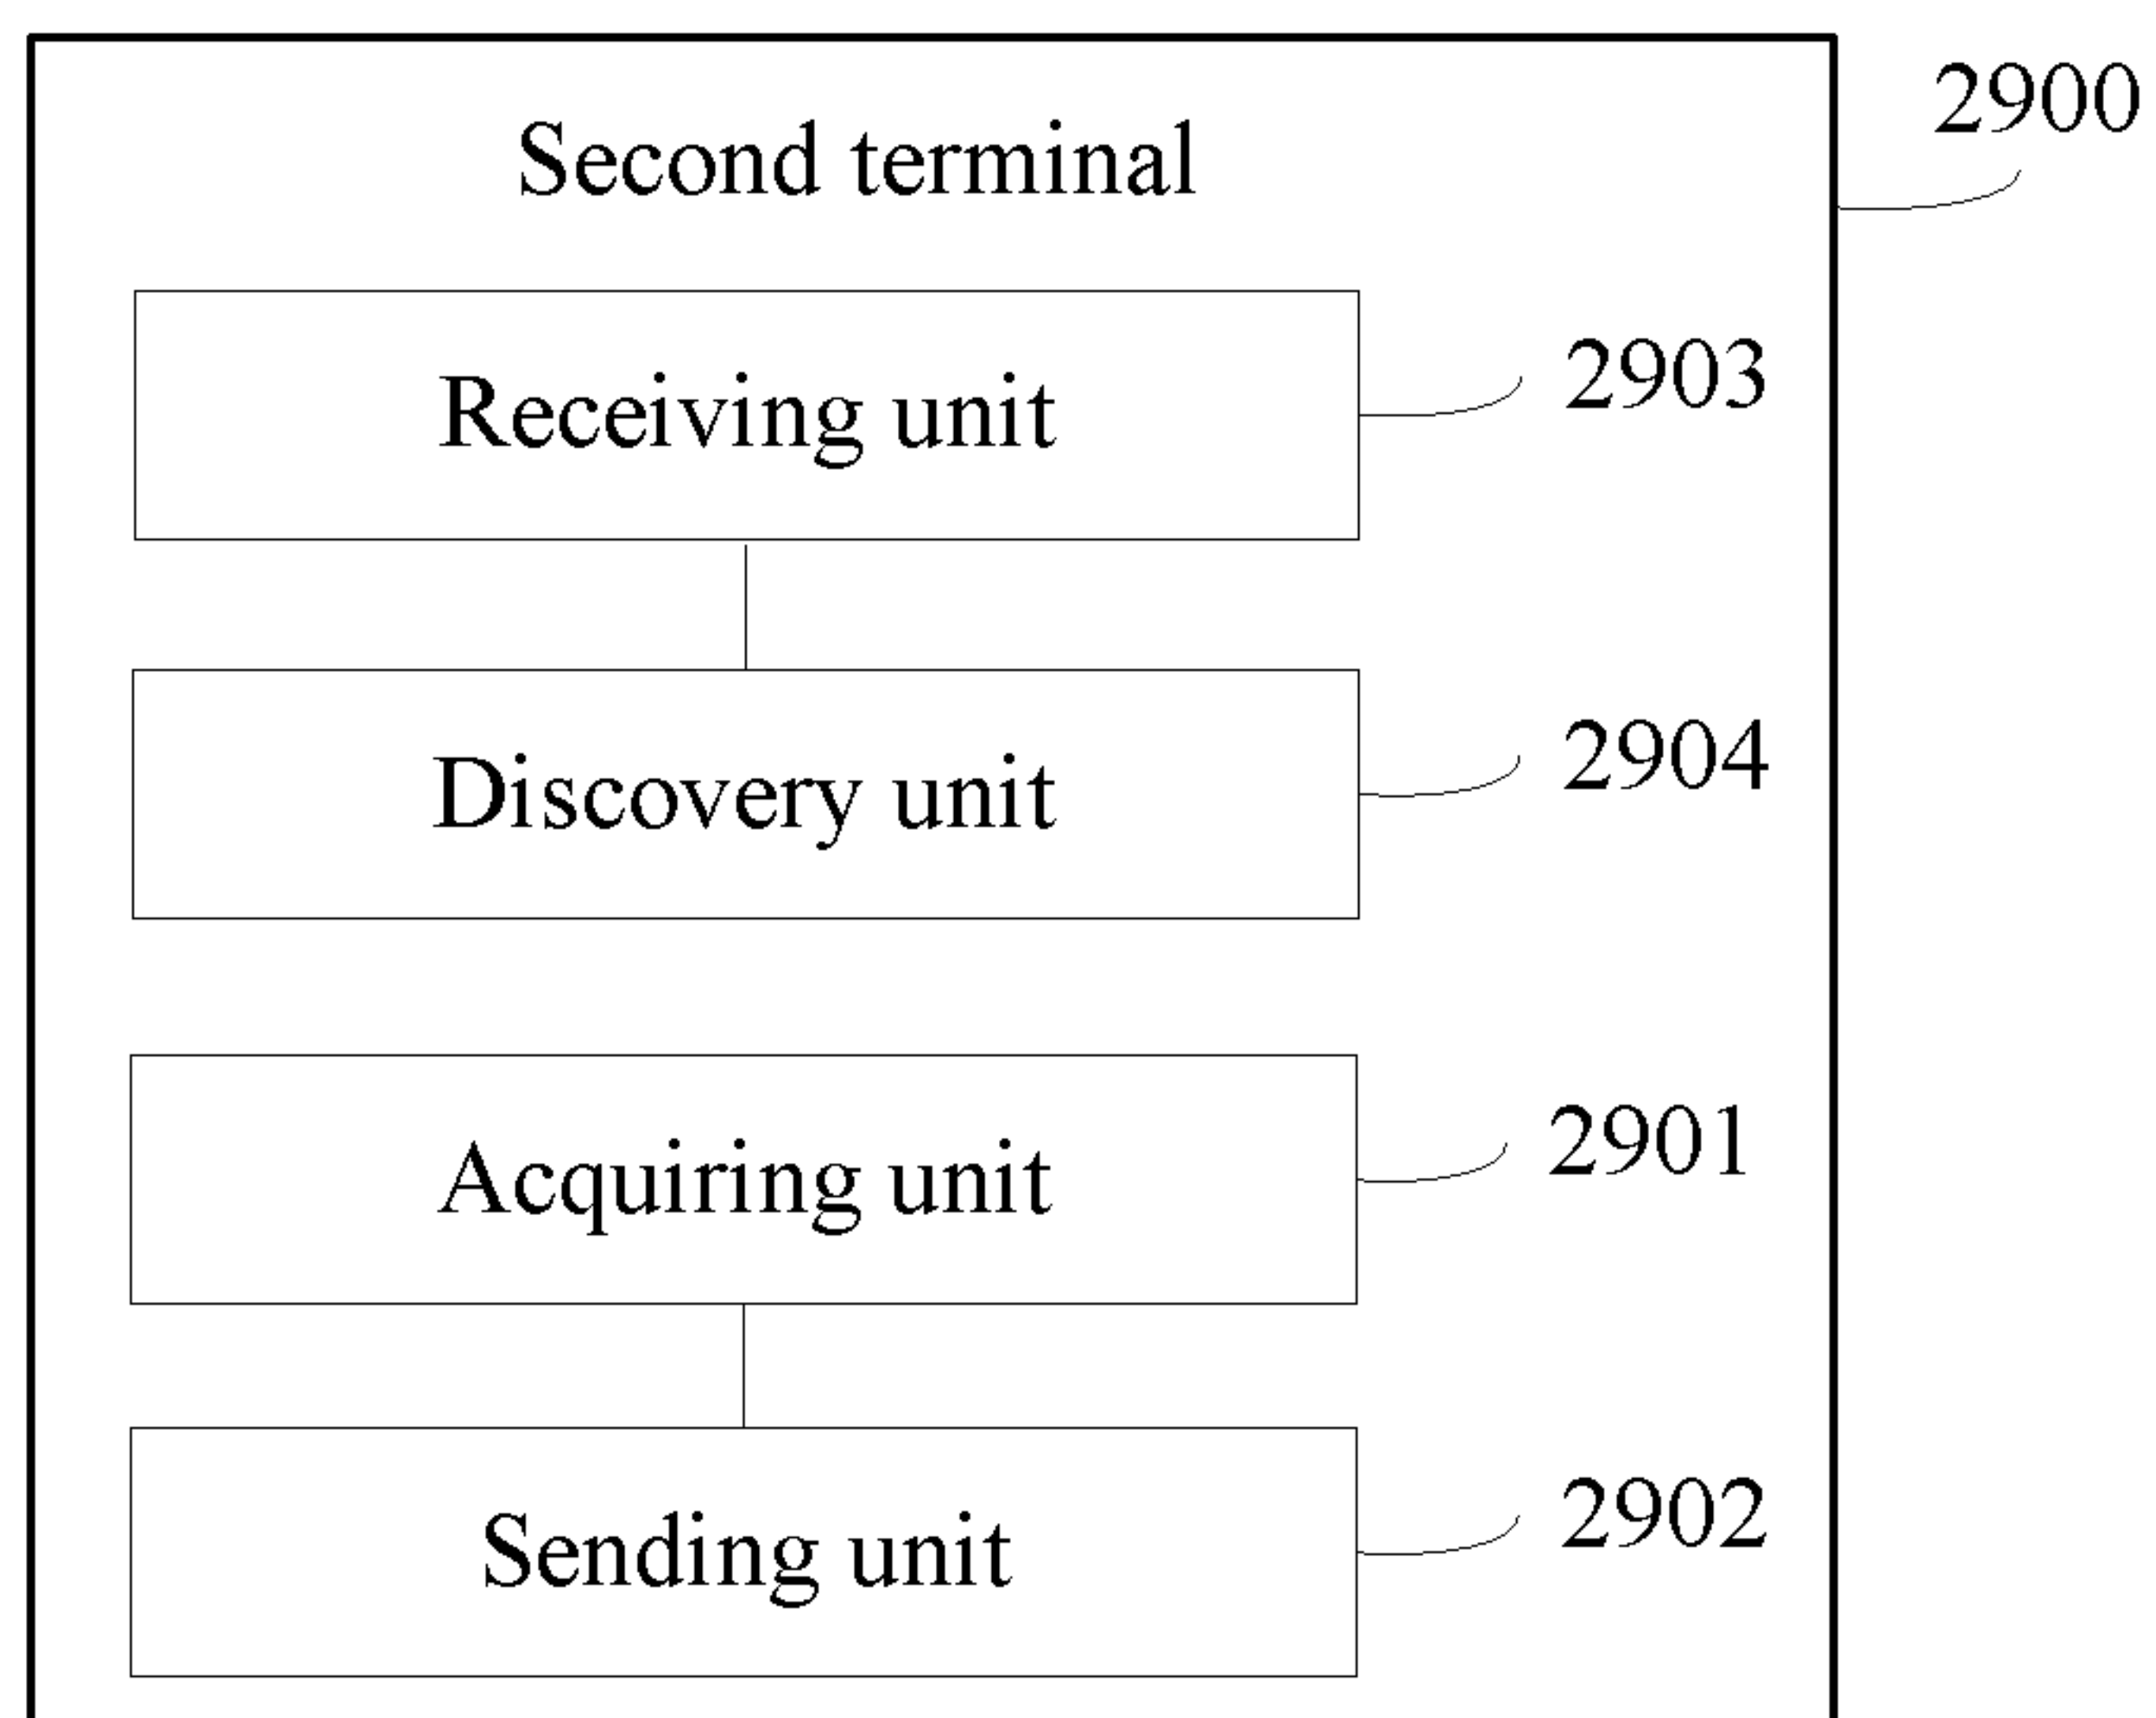 2900
Second terminal
Receiving unit 2903
Discovery unit 2904
Acquiring unit 2901
Sending unit 2902